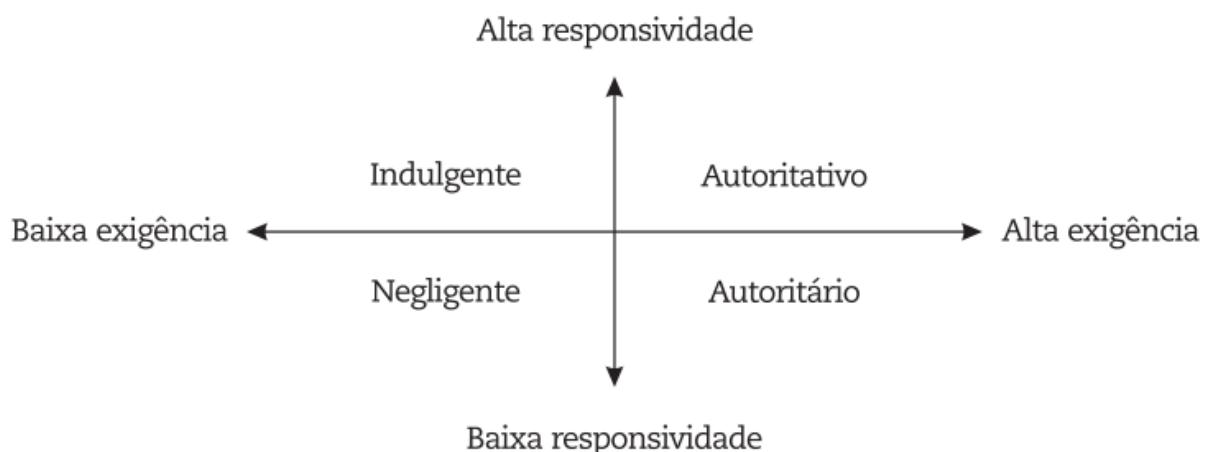 Alta responsividade
Indulgente Autoritativo
Baixa exigência Alta exigência
Negligente Autoritário
Baixa responsividade